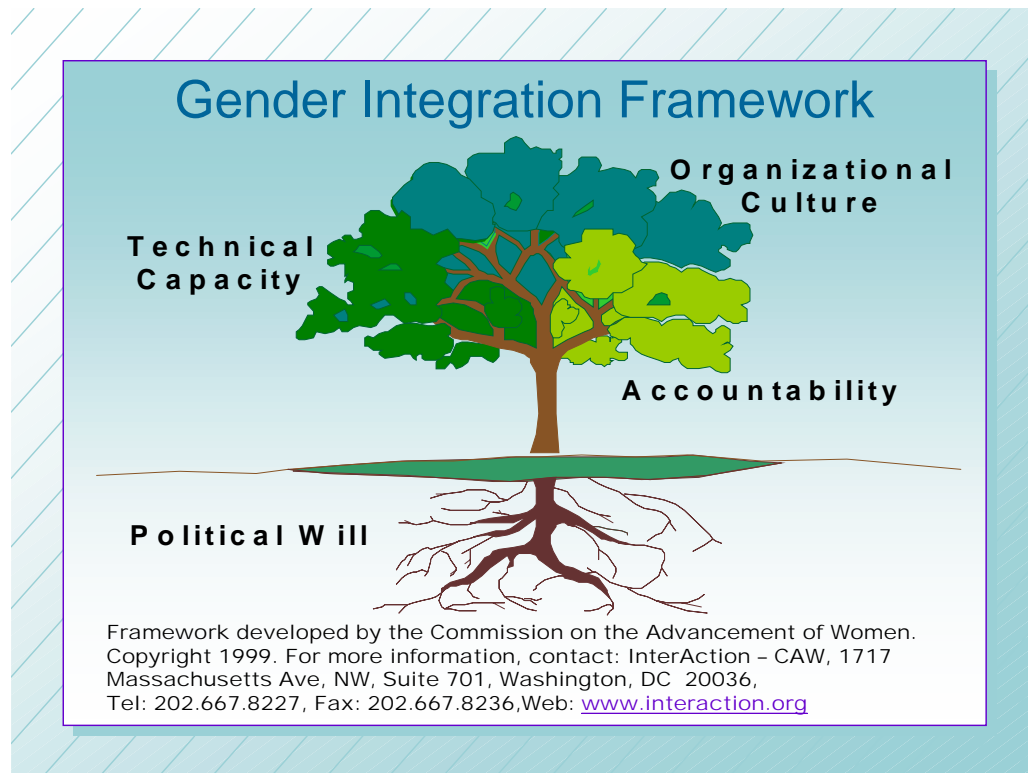 Gender Integration Framework
Organizational
Culture
Technical
Capacity
Accountability
Political Will
Framework developed by the Commission on the Advancement of Women.
Copyright 1999. For more information, contact: InterAction – CAW, 1717
Massachusetts Ave, NW, Suite 701, Washington, DC 20036,
Tel: 202.667.8227, Fax: 202.667.8236,Web: www.interaction.org